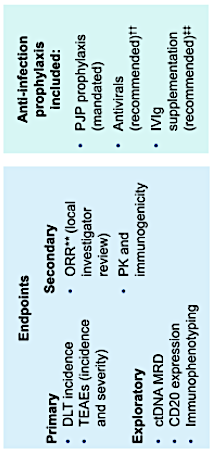 Endpoints
Primary
• DLT incidence
• TEAEs (incidence
and severity)
Secondary
• ORR** (local
investigator
review)
• PK and
immunogenicity
Exploratory
• ctDNA MRD
• CD20 expression
• Immunophenotyping
Anti-infection
prophylaxis
included:
• PJP prophylaxis
(mandated)
• Antivirals
(recommended)††
• IVIg
supplementation
(recommended)‡‡